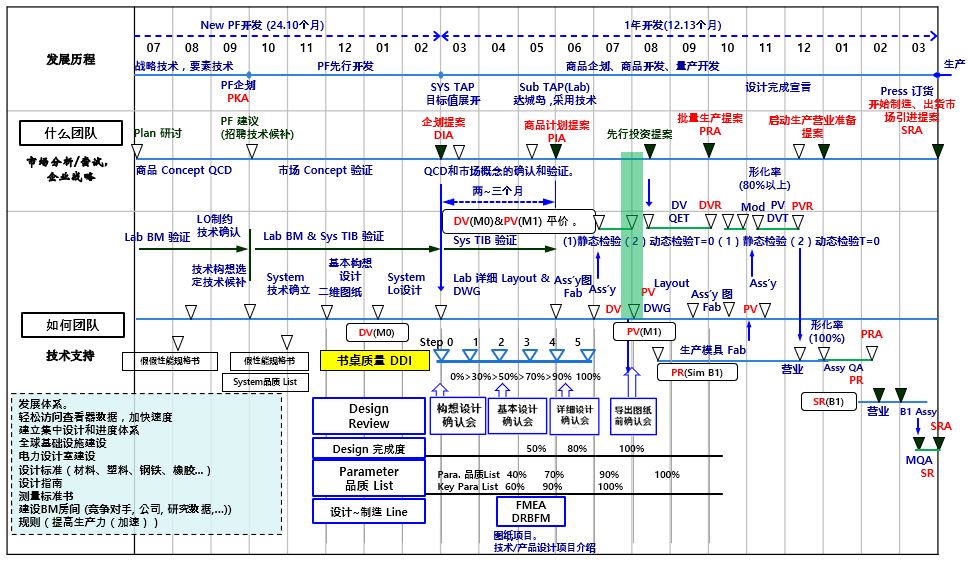 New PF开发 (24.10个月)
1年开发(12.13个月)
发展历程
07 08 09 10 11 12 01 02 03 04 05 06 07 08 09 10 11 12 01 02 03
战略技术，要素技术
PF先行开发
商品企划、商品开发、量产开发
生产
PF企划
PKA
SYS TAP
目标值展开
Sub TAP(Lab)
达城岛 ,采用技术
设计完成宣言
Press 订货
开始制造、出货市
场引进提案
SRA
什么团队
市场分析/尝试,
企业战略
Plan 研讨
PF 建议
(招聘技术候补)
企划提案
DIA
商品计划提案
PIA
先行投资提案
批量生产提案
PRA
启动生产营业准备
提案
商品 Concept QCD
市场 Concept 验证
QCD和市场概念的确认和验证。
形化率
(80%以上)
两~三个月
DV(M0)&PV(M1) 平价 。
DV
QET
DVR
Mod
PV
DVT
PVR
LO制约
技术确认
Lab BM 验证
Lab BM & Sys TIB 验证
Sys TIB 验证
(1)静态检验（2）动态检验T=0（1）静态检验（2）动态检验T=0
技术构想选
定技术候补
System
技术确立
基本构想
设计
二维图纸
System
Lo设计
Lab 详细 Layout &
DWG
Ass'y图
Fab
Ass'y
DV
PV
Layout
DWG
Ass'y 图
Fab
Ass'y
PV
如何团队
技术支持
DV(M0)
PV(M1)
形化率
(100%)
PRA
假假性能规格书
假性能规格书
System品质 List
书桌质量 DDI
Step 0 1 2 3 4 5
0%>30%>50%>70%>90% 100%
生产模具 Fab
PR(Sim B1)
营业
Assy QA
PR
SR(B1)
营业
B1 Assy
SRA
MQA
SR
发展体系。
轻松访问查看器数据，加快速度
建立集中设计和进度体系
全球基础设施建设
电力设计室建设
设计标准（材料、塑料、钢铁、橡胶...）
设计指南
测量标准书
建设BM房间 (竞争对手, 公司, 研究数据,...))
规则（提高生产力（加速））
Design
Review
构想设计
确认会
基本设计
确认会
详细设计
确认会
导出图纸
前确认会
Design 完成度
50% 80% 100%
Parameter
品质 List
Para. 品质List 40% 70% 90% 100%
Key Para List 60% 90% 100%
设计~制造 Line
FMEA
DRBFM
图纸项目。
技术/产品设计项目介绍